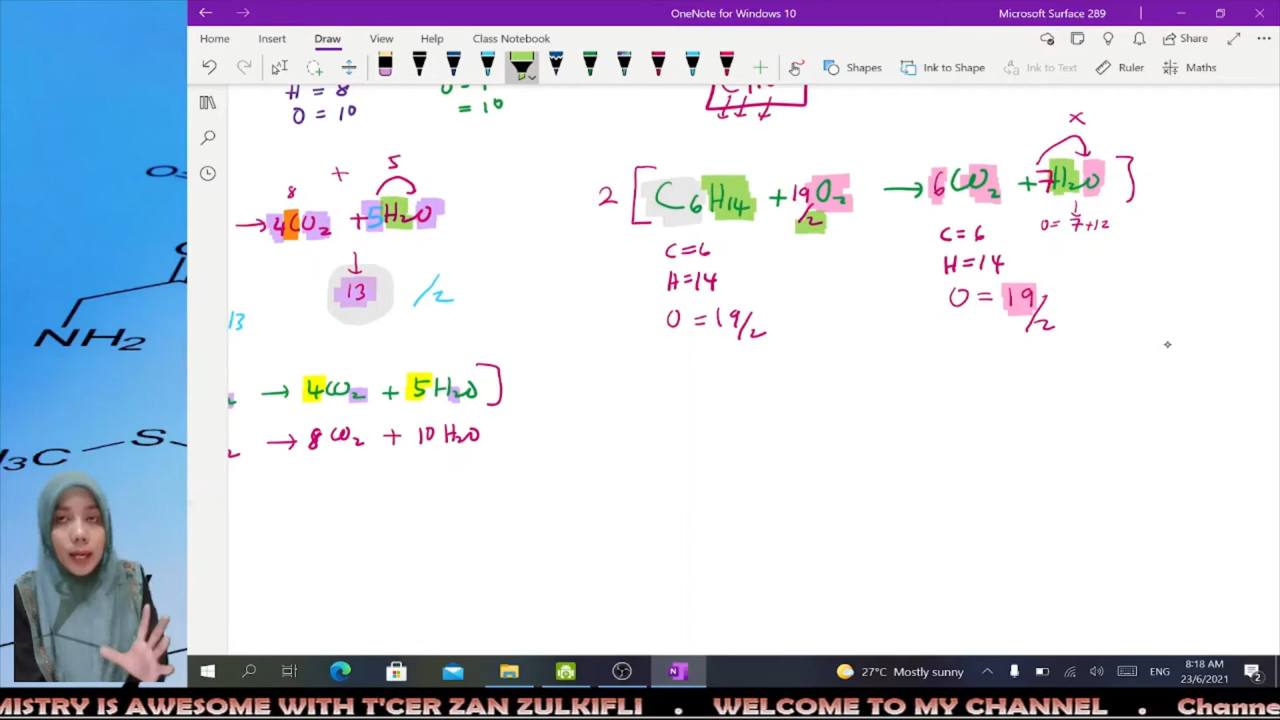 OneNote for Windows 10
Microsoft Surface 289
Home Insert Draw View Help Class Notebook
Share
Shapes
Ink to Shape
Ink to Text
Ruler
Maths
H = 8
O = 10
= 10
+
8
5
→ 4CO2 + 5H2O
13
/2
13
→ 4CO2 + 5H2O ]
→ 8CO2 + 10H2O
2 [ C6H14 + 19/2 O2 → 6CO2 + 7H2O ]
x
O = 7+12
C = 6
H = 14
O = 19/2
C = 6
H = 14
O = 19/2
NH2
S
3C
27°C Mostly sunny
ENG
8:18 AM
23/6/2021
2
MISTRY IS AWESOME WITH T'CER ZAN ZULKIFLI . WELCOME TO MY CHANNEL . Channe